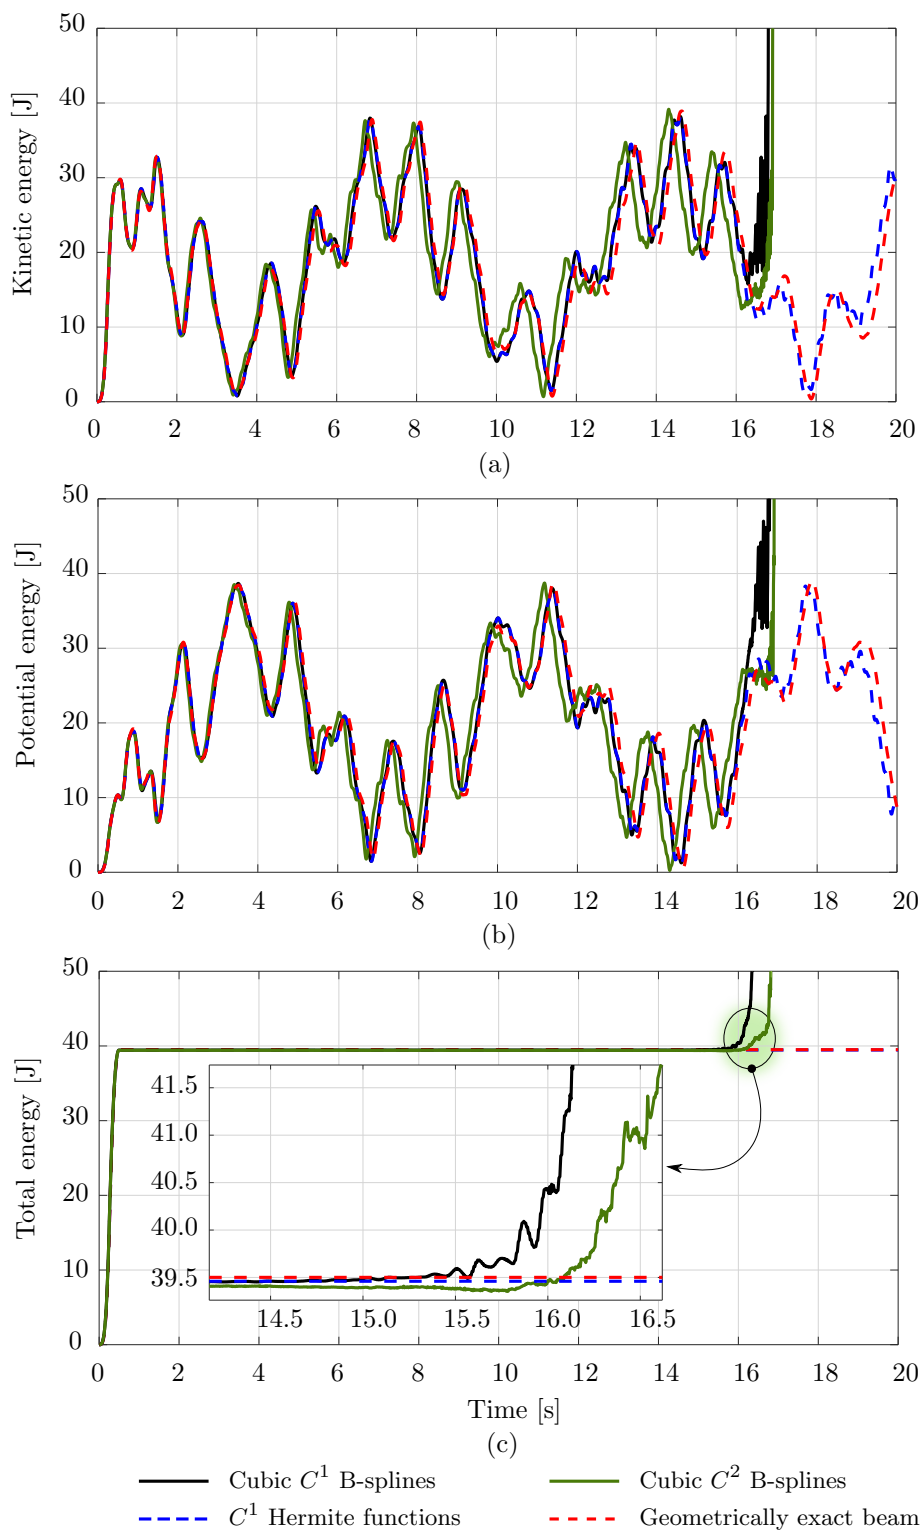 50
40
30
20
10
0
Kinetic energy [J]
0 2 4 6 8 10 12 14 16 18 20
(a)
50
40
30
20
10
0
Potential energy [J]
0 2 4 6 8 10 12 14 16 18 20
(b)
50
40
30
20
10
0
Total energy [J]
41.5
41.0
40.5
40.0
39.5
14.5 15.0 15.5 16.0 16.5
0 2 4 6 8 10 12 14 16 18 20
Time [s]
(c)
Cubic C¹ B-splines Cubic C² B-splines
C¹ Hermite functions Geometrically exact beam